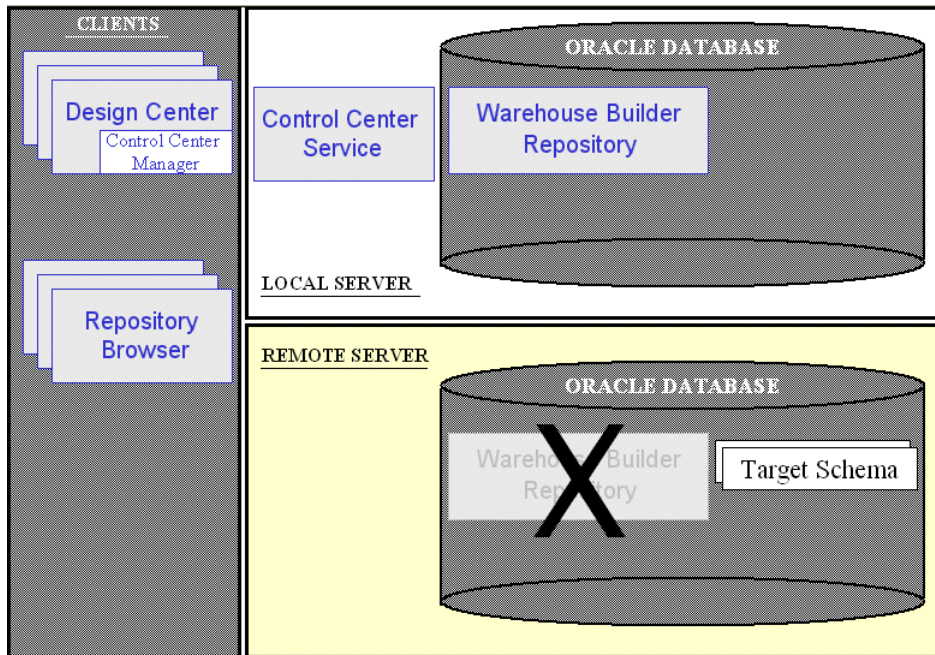 CLIENTS
Design Center
Control Center
Manager
Repository
Browser
Control Center
Service
ORACLE DATABASE
Warehouse Builder
Repository
LOCAL SERVER
REMOTE SERVER
ORACLE DATABASE
Warehouse Builder
Repository
X
Target Schema